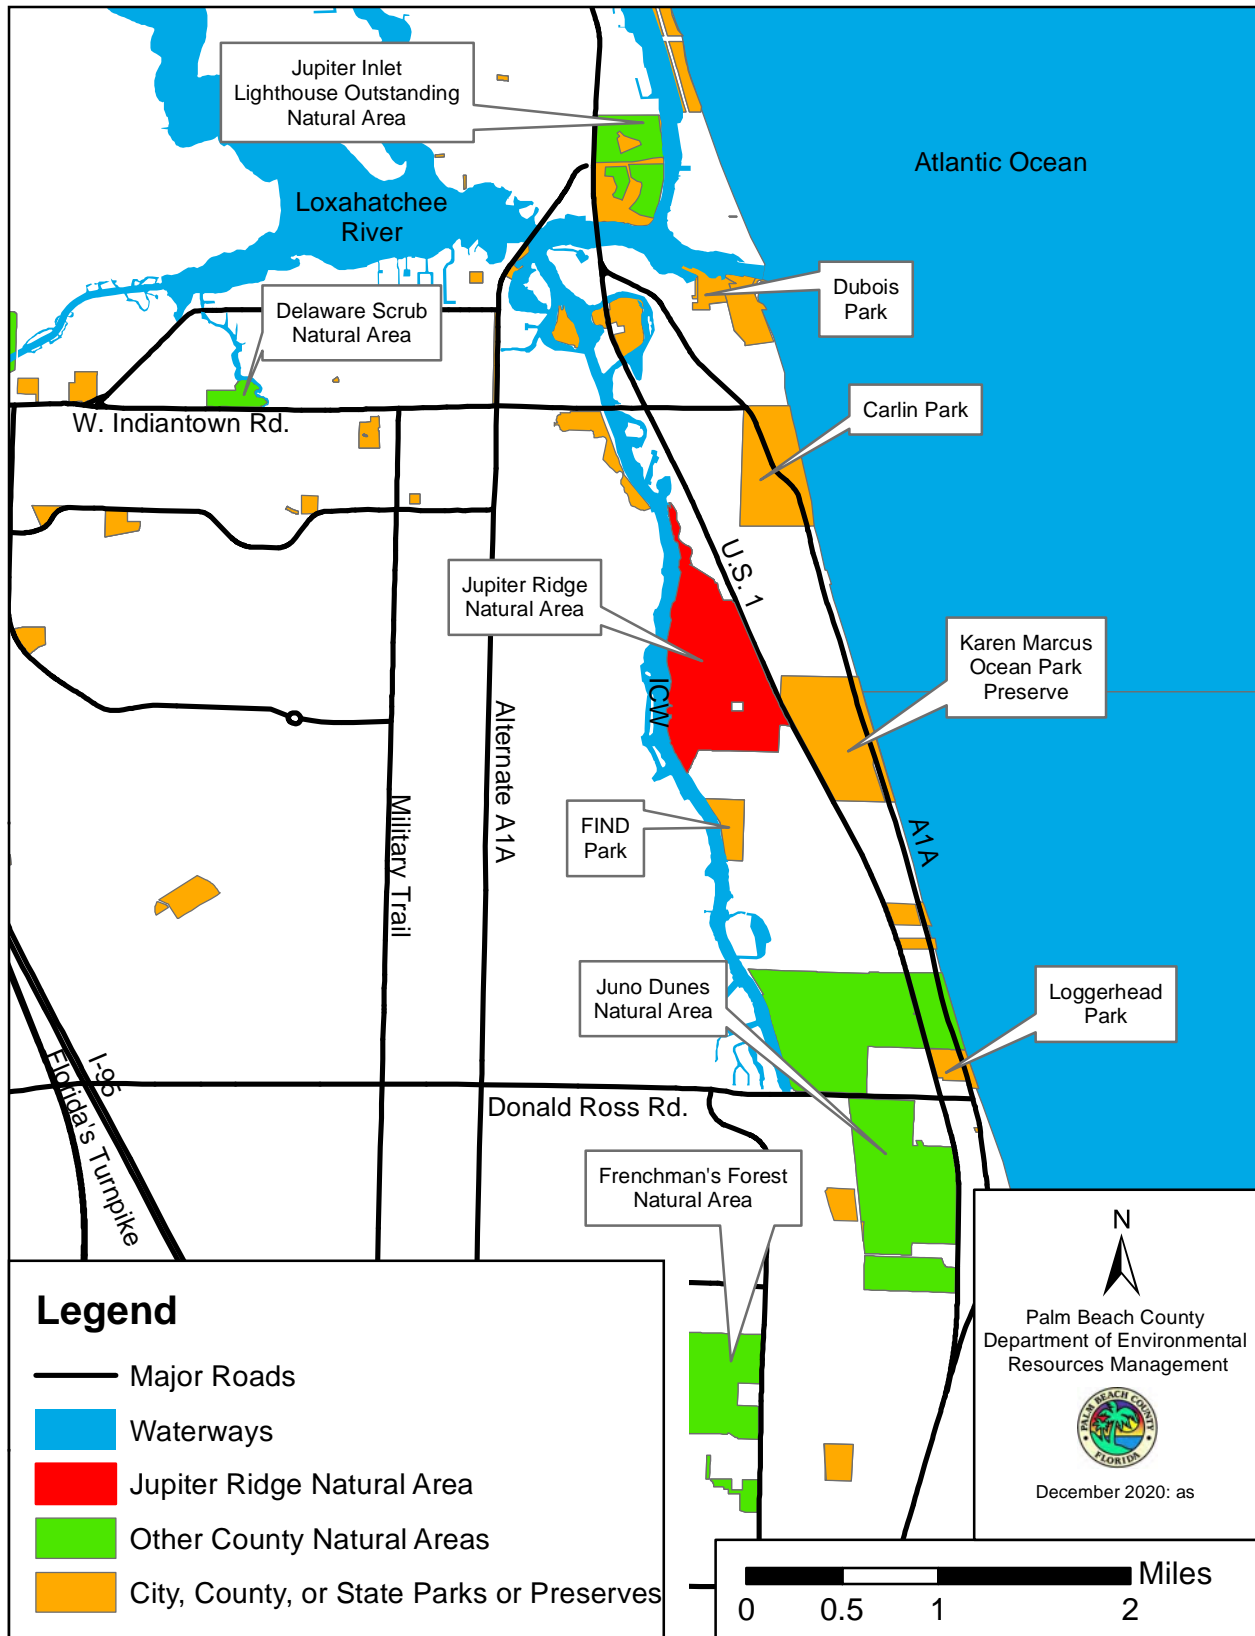 Jupiter Inlet
Lighthouse Outstanding
Natural Area
Atlantic Ocean
Loxahatchee
River
Dubois
Park
Delaware Scrub
Natural Area
Carlin Park
W. Indiantown Rd.
U.S. 1
Jupiter Ridge
Natural Area
Karen Marcus
Ocean Park
Preserve
ICW
Alternate A1A
Military Trail
FIND
Park
A1A
Juno Dunes
Natural Area
Loggerhead
Park
I-95
Florida's Turnpike
Donald Ross Rd.
Frenchman's Forest
Natural Area
N
Palm Beach County
Department of Environmental
Resources Management
PALM BEACH COUNTY
FLORIDA
December 2020: as
Legend
Major Roads
Waterways
Jupiter Ridge Natural Area
Other County Natural Areas
City, County, or State Parks or Preserves
Miles
0 0.5 1 2